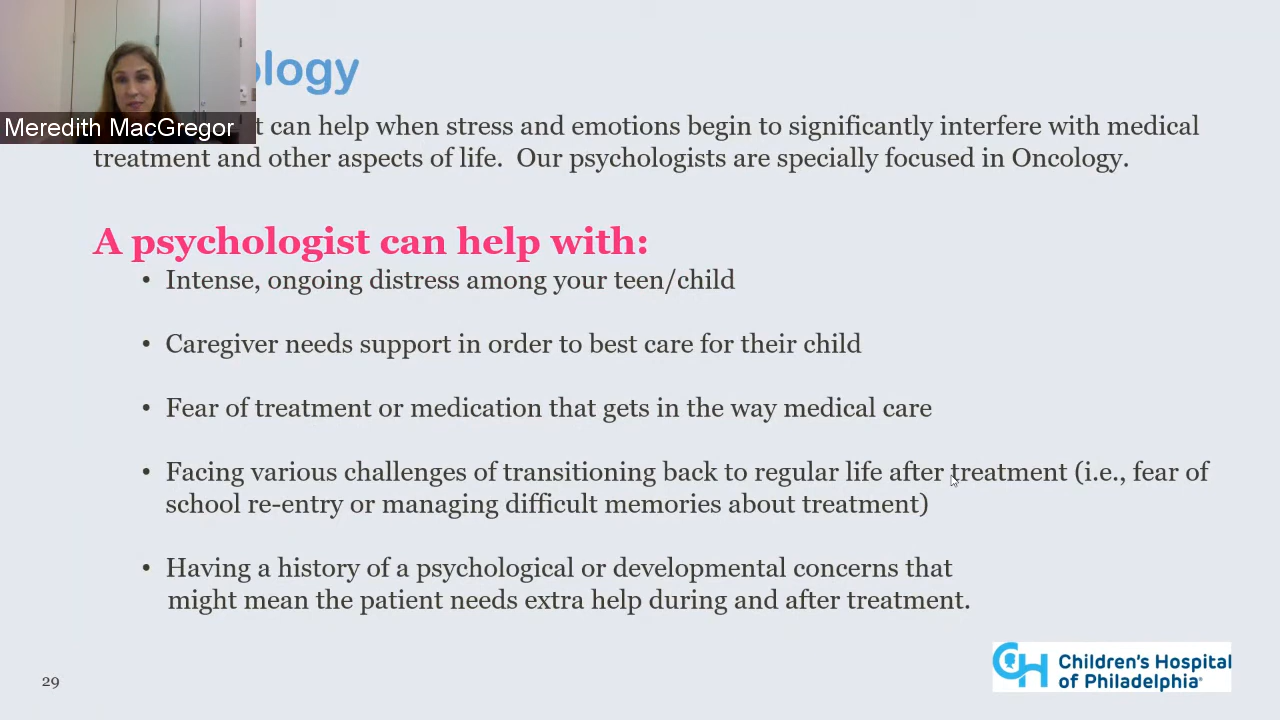 ology
Meredith MacGregor
t can help when stress and emotions begin to significantly interfere with medical
treatment and other aspects of life. Our psychologists are specially focused in Oncology.
A psychologist can help with:
• Intense, ongoing distress among your teen/child
• Caregiver needs support in order to best care for their child
• Fear of treatment or medication that gets in the way medical care
• Facing various challenges of transitioning back to regular life after treatment (i.e., fear of
school re-entry or managing difficult memories about treatment)
• Having a history of a psychological or developmental concerns that
might mean the patient needs extra help during and after treatment.
29
CH Children's Hospital
of Philadelphia